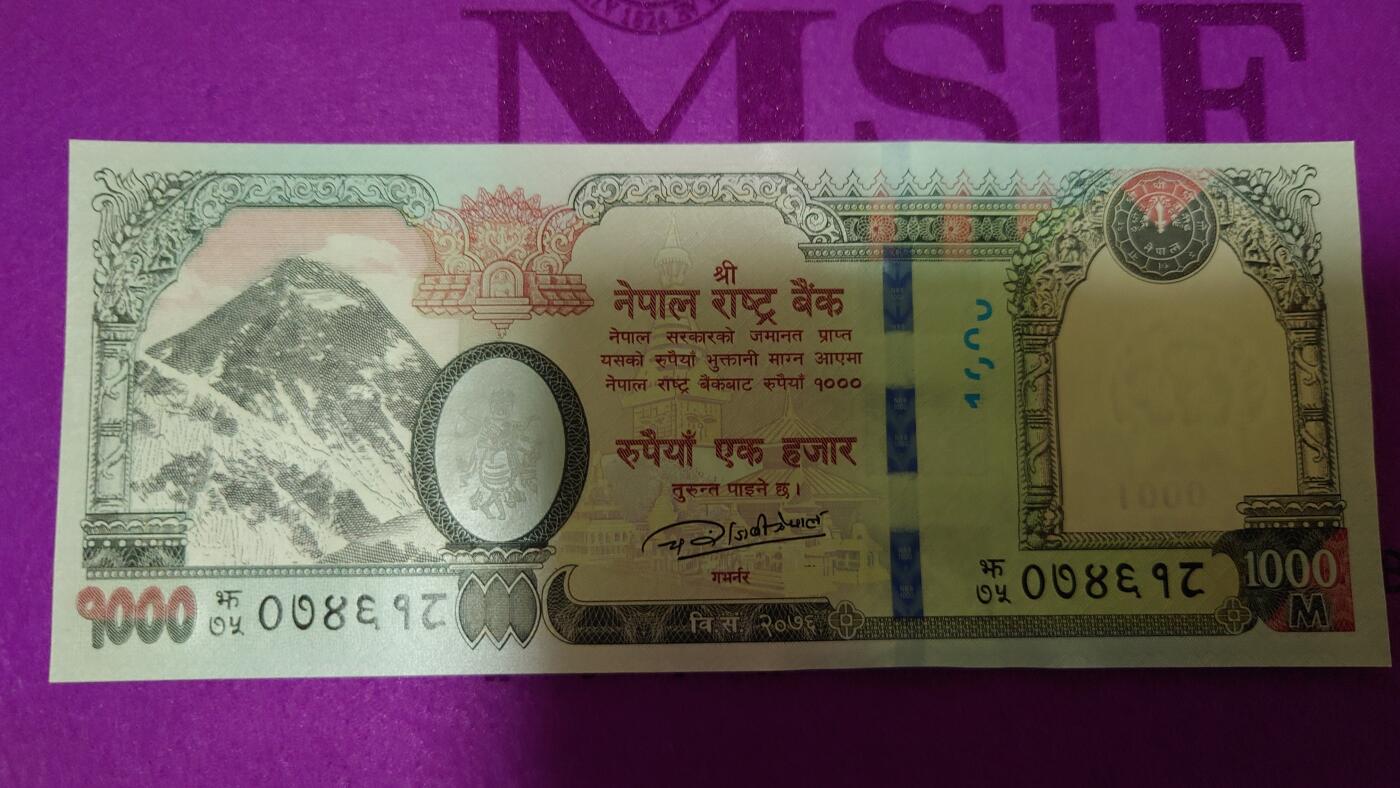 MSIF
श्री
नेपाल राष्ट्र बैंक
नेपाल सरकारको जमानत प्राप्त
यसको रुपैयाँ भुक्तानी माग्न आएमा
नेपाल राष्ट्र बैंकबाट रुपैयाँ १०००
रुपैयाँ एक हजार
तुरुन्त पाइने छ।
गभर्नर
१००० झ ७५ ०७४६१८
वि.सं. २०७६
झ ७५ ०७४६१८
1000
M
1000